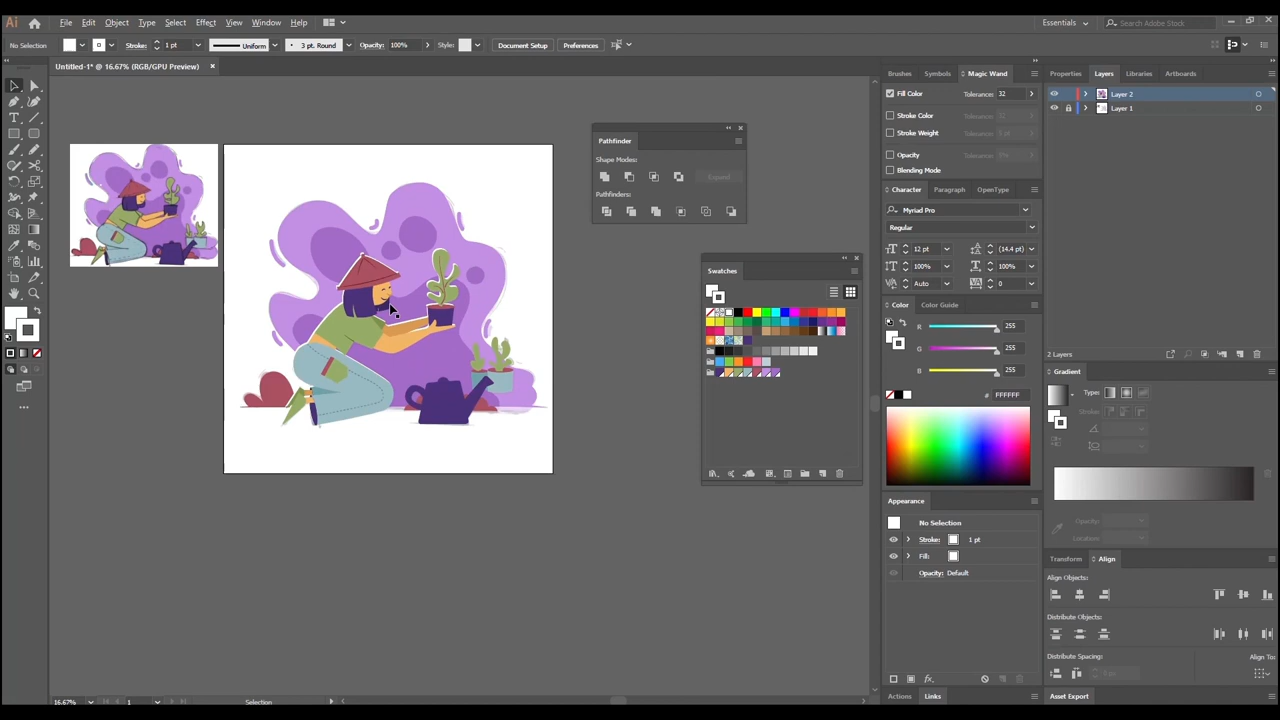 Ai File Edit Object Type Select Effect View Window Help Essentials Search Adobe Stock
No Selection Stroke: 1 pt Uniform 3 pt. Round Opacity: 100% Style: Document Setup Preferences
Untitled-1* @ 16.67% (RGB/GPU Preview)
Pathfinder
Shape Modes:
Expand
Pathfinders:
Swatches
Brushes Symbols Magic Wand
Fill Color Tolerance: 32
Stroke Color Tolerance: 32
Stroke Weight
Opacity
Blending Mode
Character Paragraph OpenType
Myriad Pro
Regular
12 pt (14.4 pt)
100% 100%
Auto 0
Color Color Guide
R 255
G 255
B 255
# FFFFFF
Appearance
No Selection
Stroke: 1 pt
Fill:
Opacity: Default
Actions Links
Properties Layers Libraries Artboards
Layer 2
Layer 1
2 Layers
Gradient
Type:
Stroke:
Opacity:
Location:
Transform Align
Align Objects:
Distribute Objects:
Distribute Spacing: Align To:
Asset Export
16.67% 1 Selection